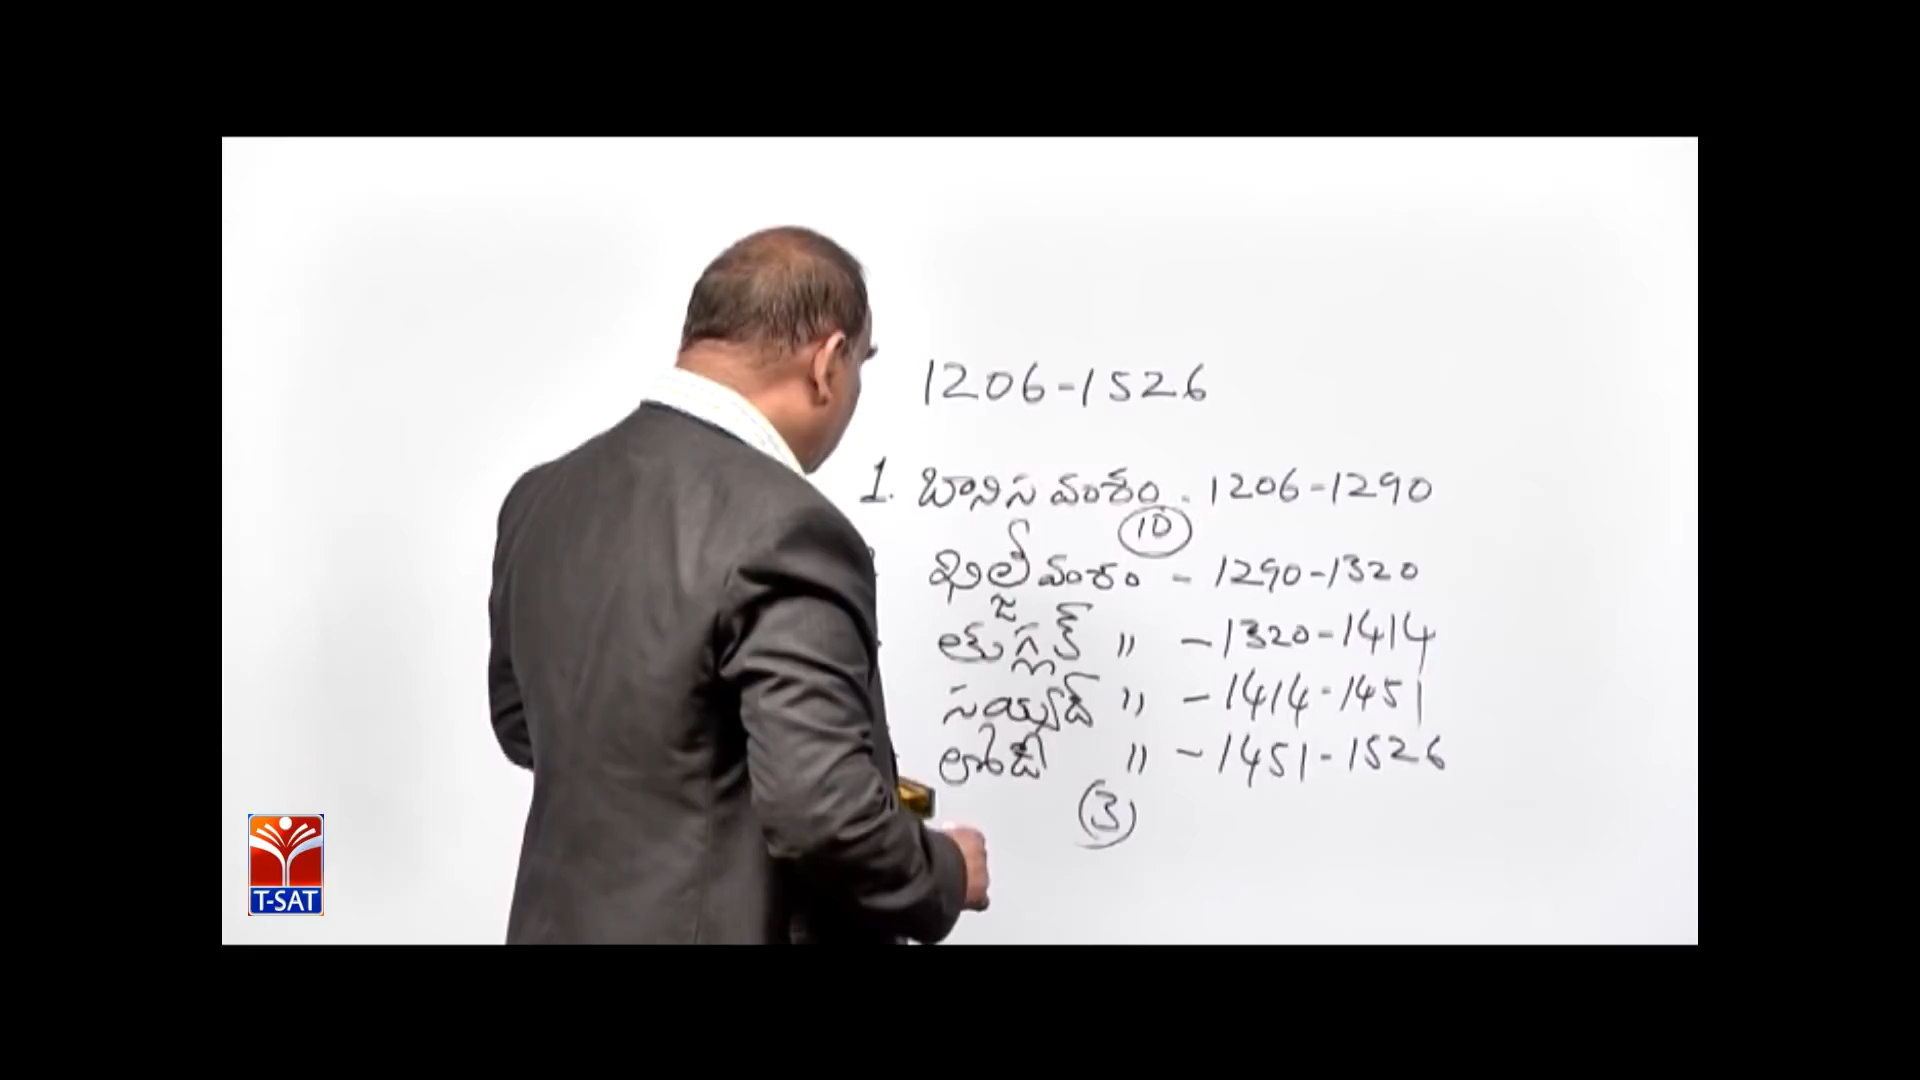 1206-1526
1. బానిస వంశం. 1206-1290
10
ఖిల్జీ వంశం - 1290-1320
తుగ్లక్ " - 1320-1414
సయ్యద్ " - 1414-1451
లోడీ " - 1451-1526
3
T-SAT